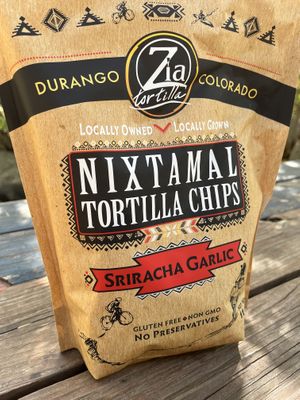 Zia
tortilla
DURANGO COLORADO
LOCALLY OWNED LOCALLY GROWN
NIXTAMAL
TORTILLA CHIPS
SRIRACHA GARLIC
GLUTEN FREE • NON GMO
NO PRESERVATIVES